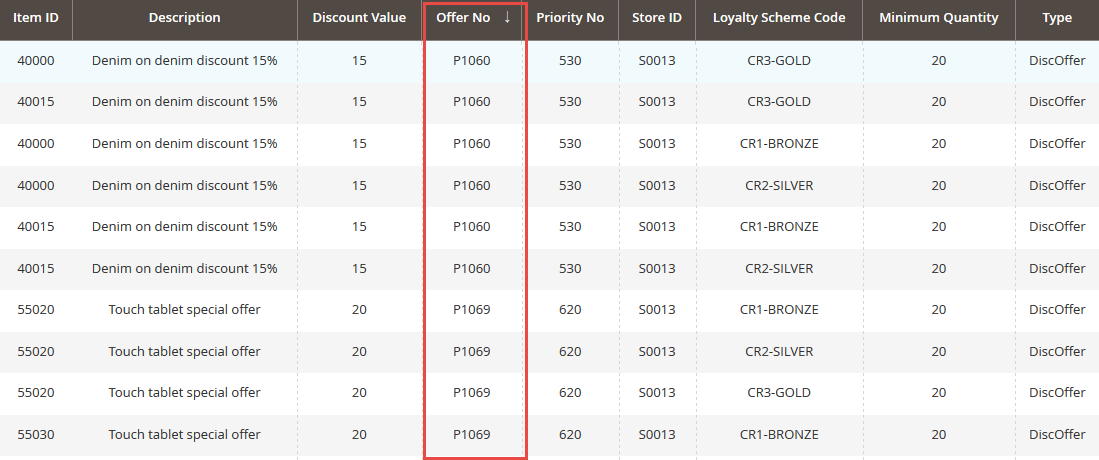 Item ID Description Discount Value Offer No ↓ Priority No Store ID Loyalty Scheme Code Minimum Quantity Type
40000 Denim on denim discount 15% 15 P1060 530 S0013 CR3-GOLD 20 DiscOffer
40015 Denim on denim discount 15% 15 P1060 530 S0013 CR3-GOLD 20 DiscOffer
40000 Denim on denim discount 15% 15 P1060 530 S0013 CR1-BRONZE 20 DiscOffer
40000 Denim on denim discount 15% 15 P1060 530 S0013 CR2-SILVER 20 DiscOffer
40015 Denim on denim discount 15% 15 P1060 530 S0013 CR1-BRONZE 20 DiscOffer
40015 Denim on denim discount 15% 15 P1060 530 S0013 CR2-SILVER 20 DiscOffer
55020 Touch tablet special offer 20 P1069 620 S0013 CR1-BRONZE 20 DiscOffer
55020 Touch tablet special offer 20 P1069 620 S0013 CR2-SILVER 20 DiscOffer
55020 Touch tablet special offer 20 P1069 620 S0013 CR3-GOLD 20 DiscOffer
55030 Touch tablet special offer 20 P1069 620 S0013 CR1-BRONZE 20 DiscOffer